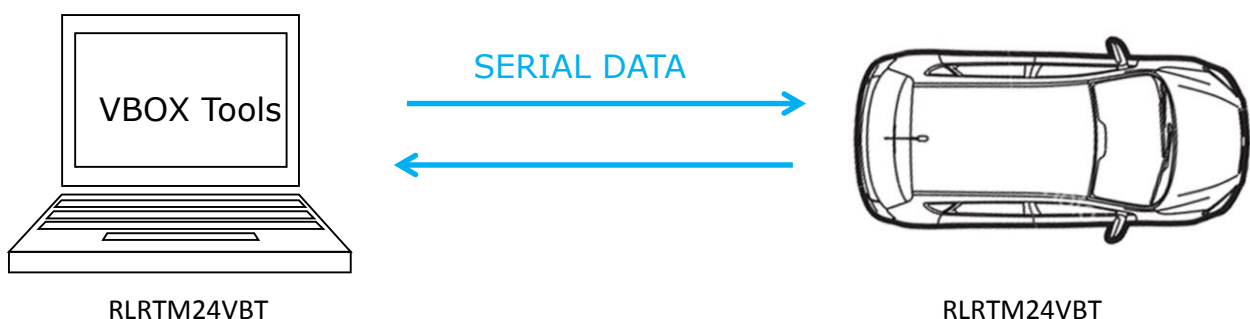 SERIAL DATA
VBOX Tools
RLRTM24VBT
RLRTM24VBT